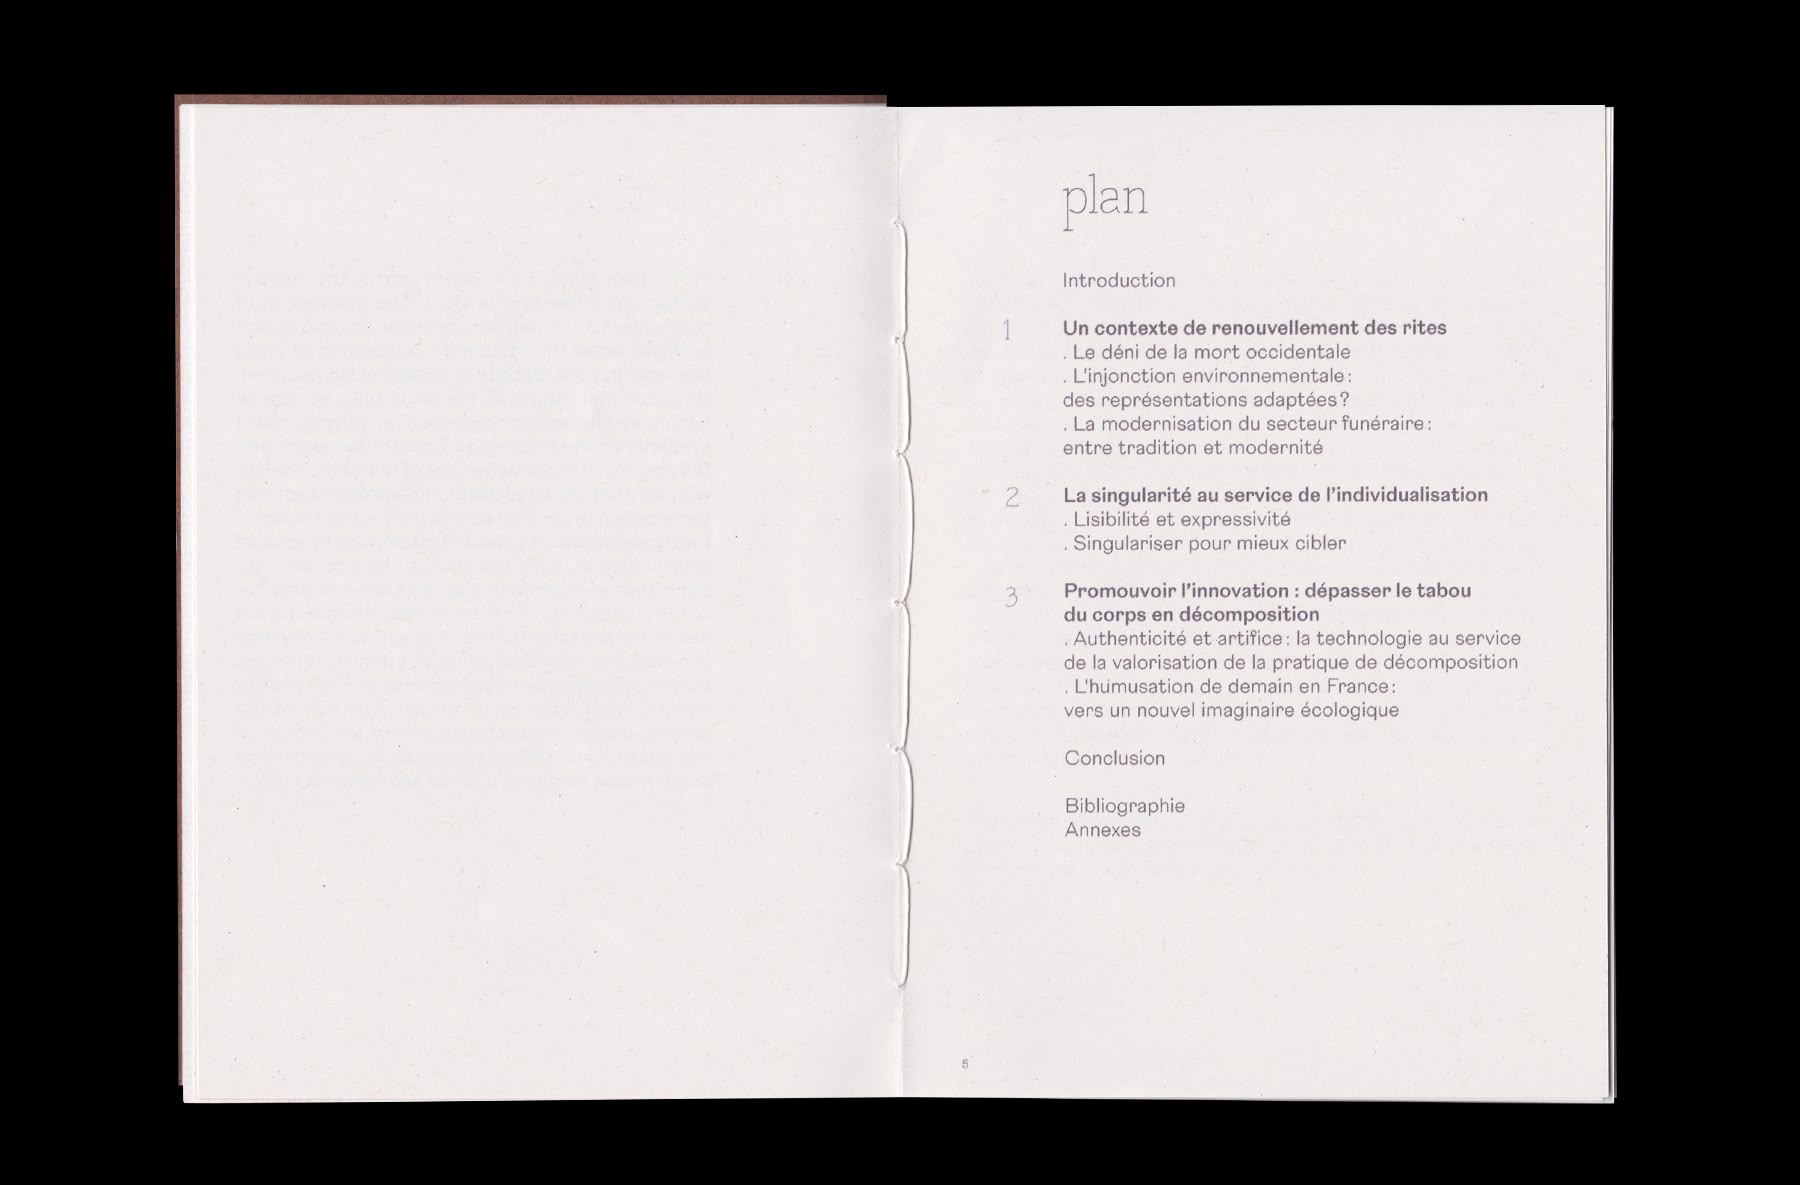 plan
Introduction
1 Un contexte de renouvellement des rites
. Le déni de la mort occidentale
. L'injonction environnementale :
des représentations adaptées ?
. La modernisation du secteur funéraire :
entre tradition et modernité
2 La singularité au service de l'individualisation
. Lisibilité et expressivité
. Singulariser pour mieux cibler
3 Promouvoir l'innovation : dépasser le tabou
du corps en décomposition
. Authenticité et artifice : la technologie au service
de la valorisation de la pratique de décomposition
. L'humusation de demain en France :
vers un nouvel imaginaire écologique
Conclusion
Bibliographie
Annexes
5